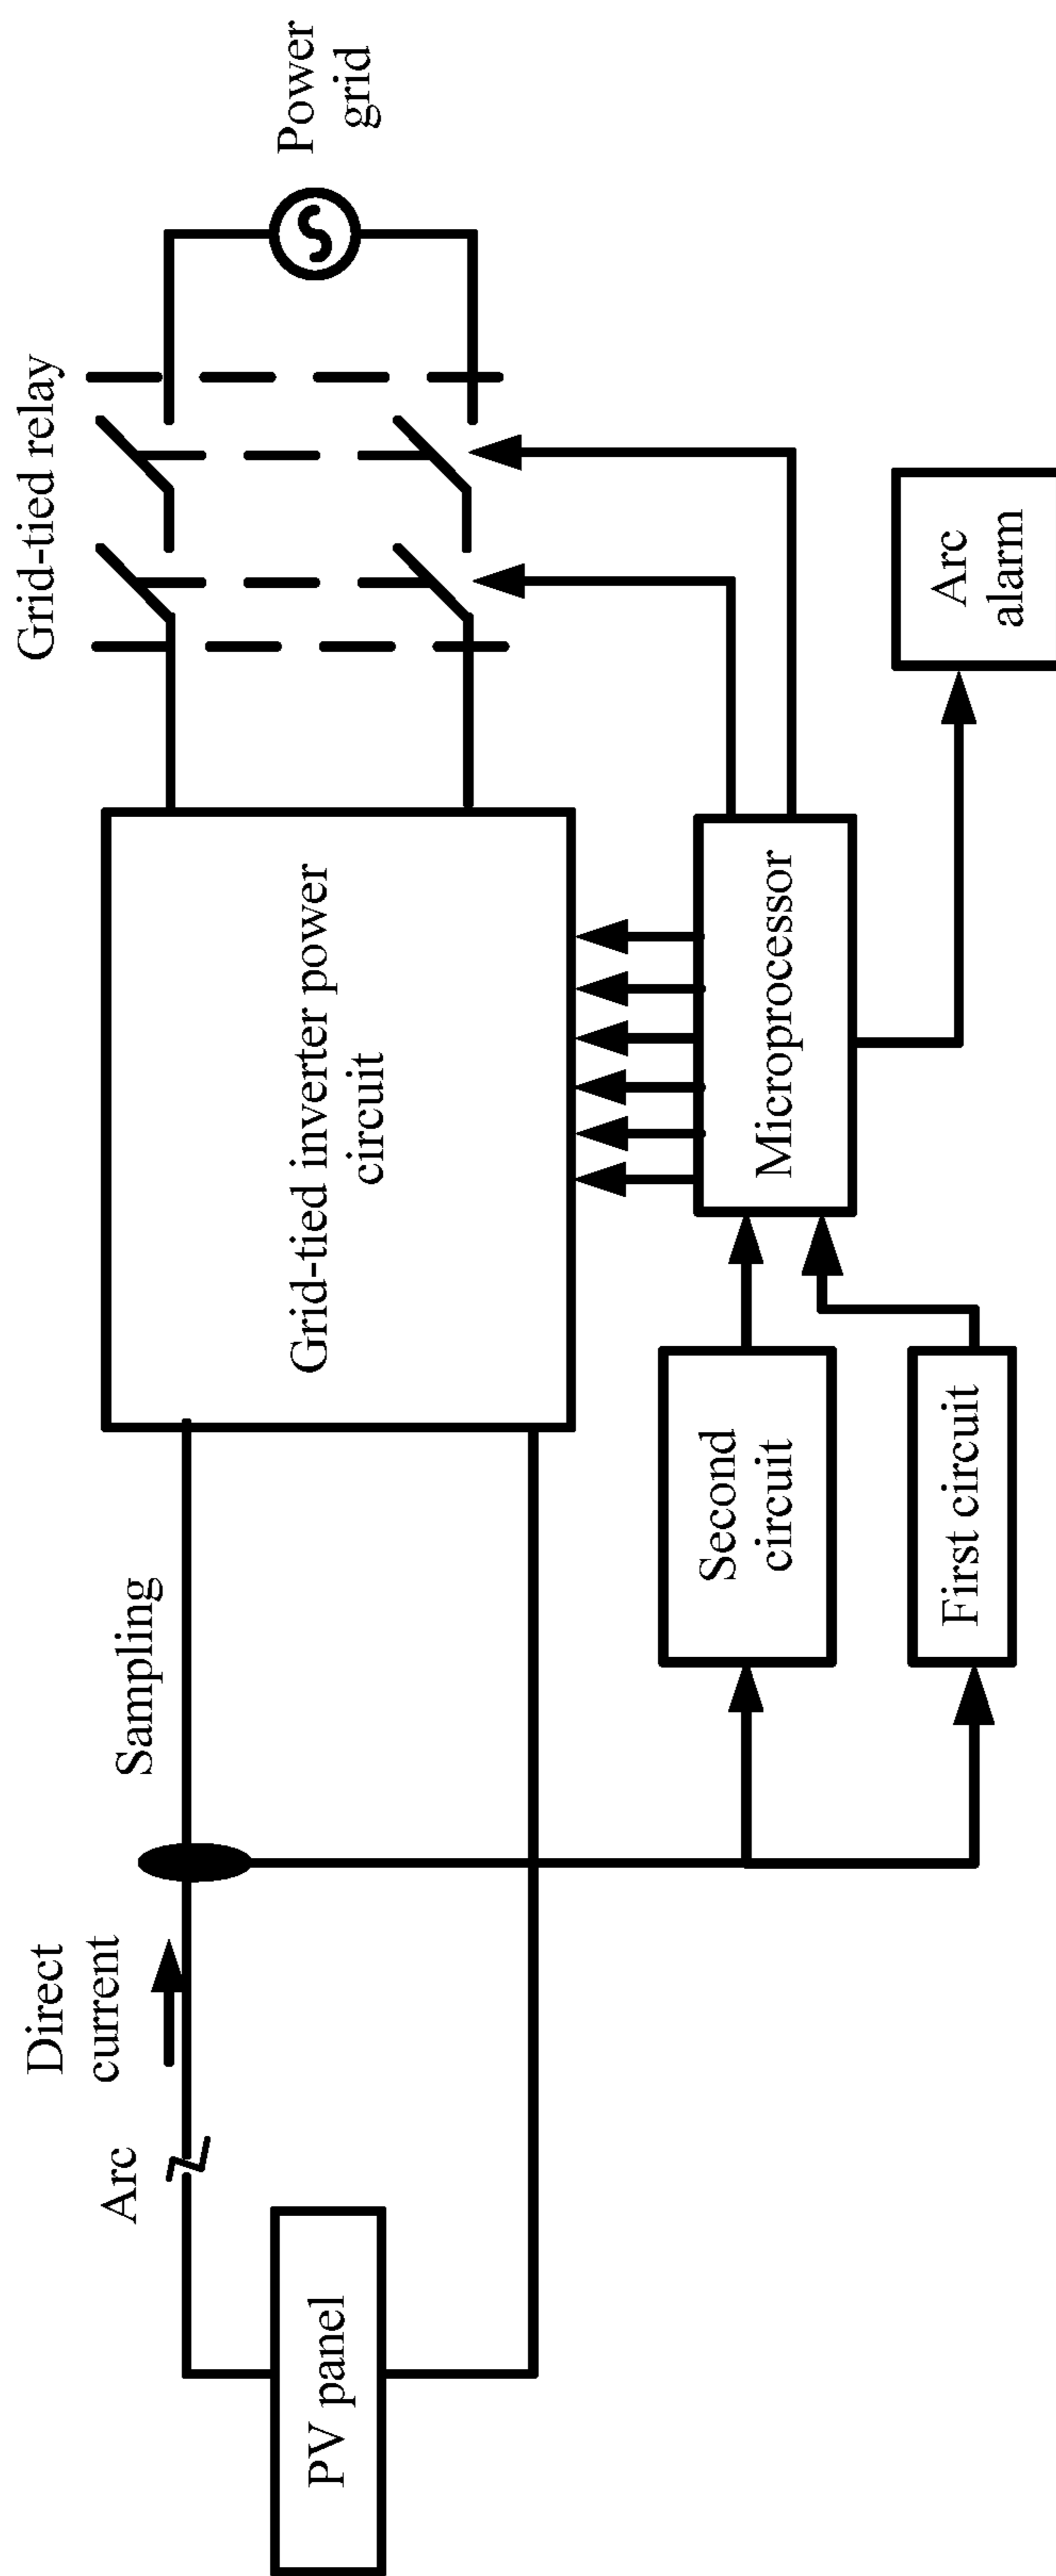 Grid-tied relay
Power
grid
Direct
current
Sampling
Arc
Grid-tied inverter power
circuit
PV panel
Second
circuit
Microprocessor
Arc
alarm
First circuit